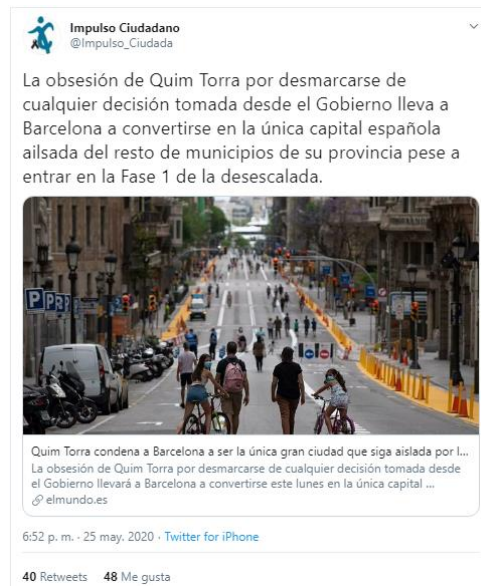 Impulso Ciudadano
@Impulso_Ciudada
La obsesión de Quim Torra por desmarcarse de
cualquier decisión tomada desde el Gobierno lleva a
Barcelona a convertirse en la única capital española
ailsada del resto de municipios de su provincia pese a
entrar en la Fase 1 de la desescalada.
P P P P
Quim Torra condena a Barcelona a ser la única gran ciudad que siga aislada por l...
La obsesión de Quim Torra por desmarcarse de cualquier decisión tomada desde
el Gobierno llevará a Barcelona a convertirse este lunes en la única capital ...
elmundo.es
6:52 p. m. · 25 may. 2020 · Twitter for iPhone
40 Retweets 48 Me gusta